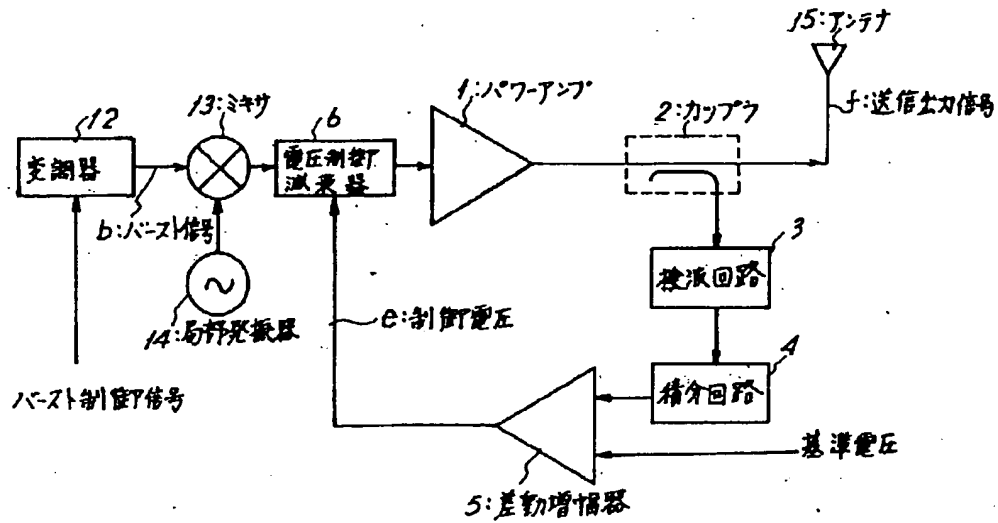 15:アンテナ
1:パワーアンプ
2:カップラ
f:送信出力信号
13:ミキサ
12
変調器
6
電圧制御
減衰器
b:バースト信号
3
検波回路
14:局部発振器
e:制御電圧
4
積分回路
バースト制御信号
基準電圧
5:差動増幅器